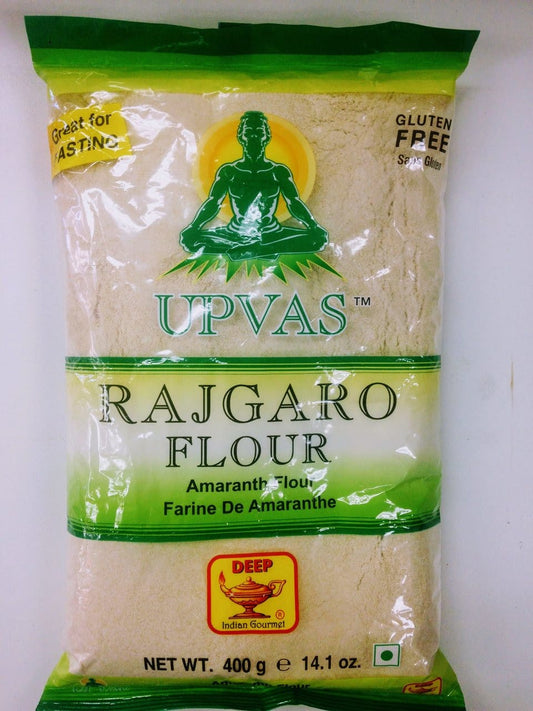 Great for
FASTING
GLUTEN
FREE
Sans Gluten
UPVAS™
RAJGARO
FLOUR
Amaranth Flour
Farine De Amaranthe
DEEP
®
Indian Gourmet
NET WT. 400 g ℮ 14.1 oz.